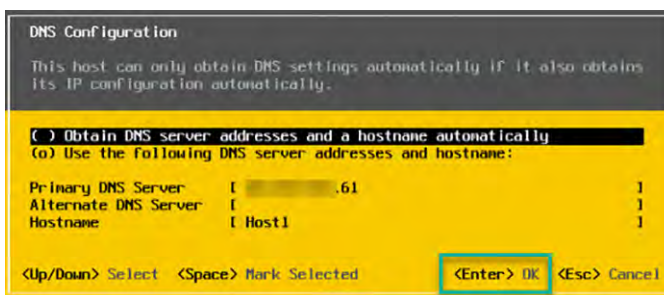 DNS Configuration
This host can only obtain DNS settings automatically if it also obtains
its IP configuration automatically.
( ) Obtain DNS server addresses and a hostname automatically
(o) Use the following DNS server addresses and hostname:
Primary DNS Server [ .61 ]
Alternate DNS Server [ ]
Hostname [ Host1 ]
<Up/Down> Select <Space> Mark Selected <Enter> OK <Esc> Cancel